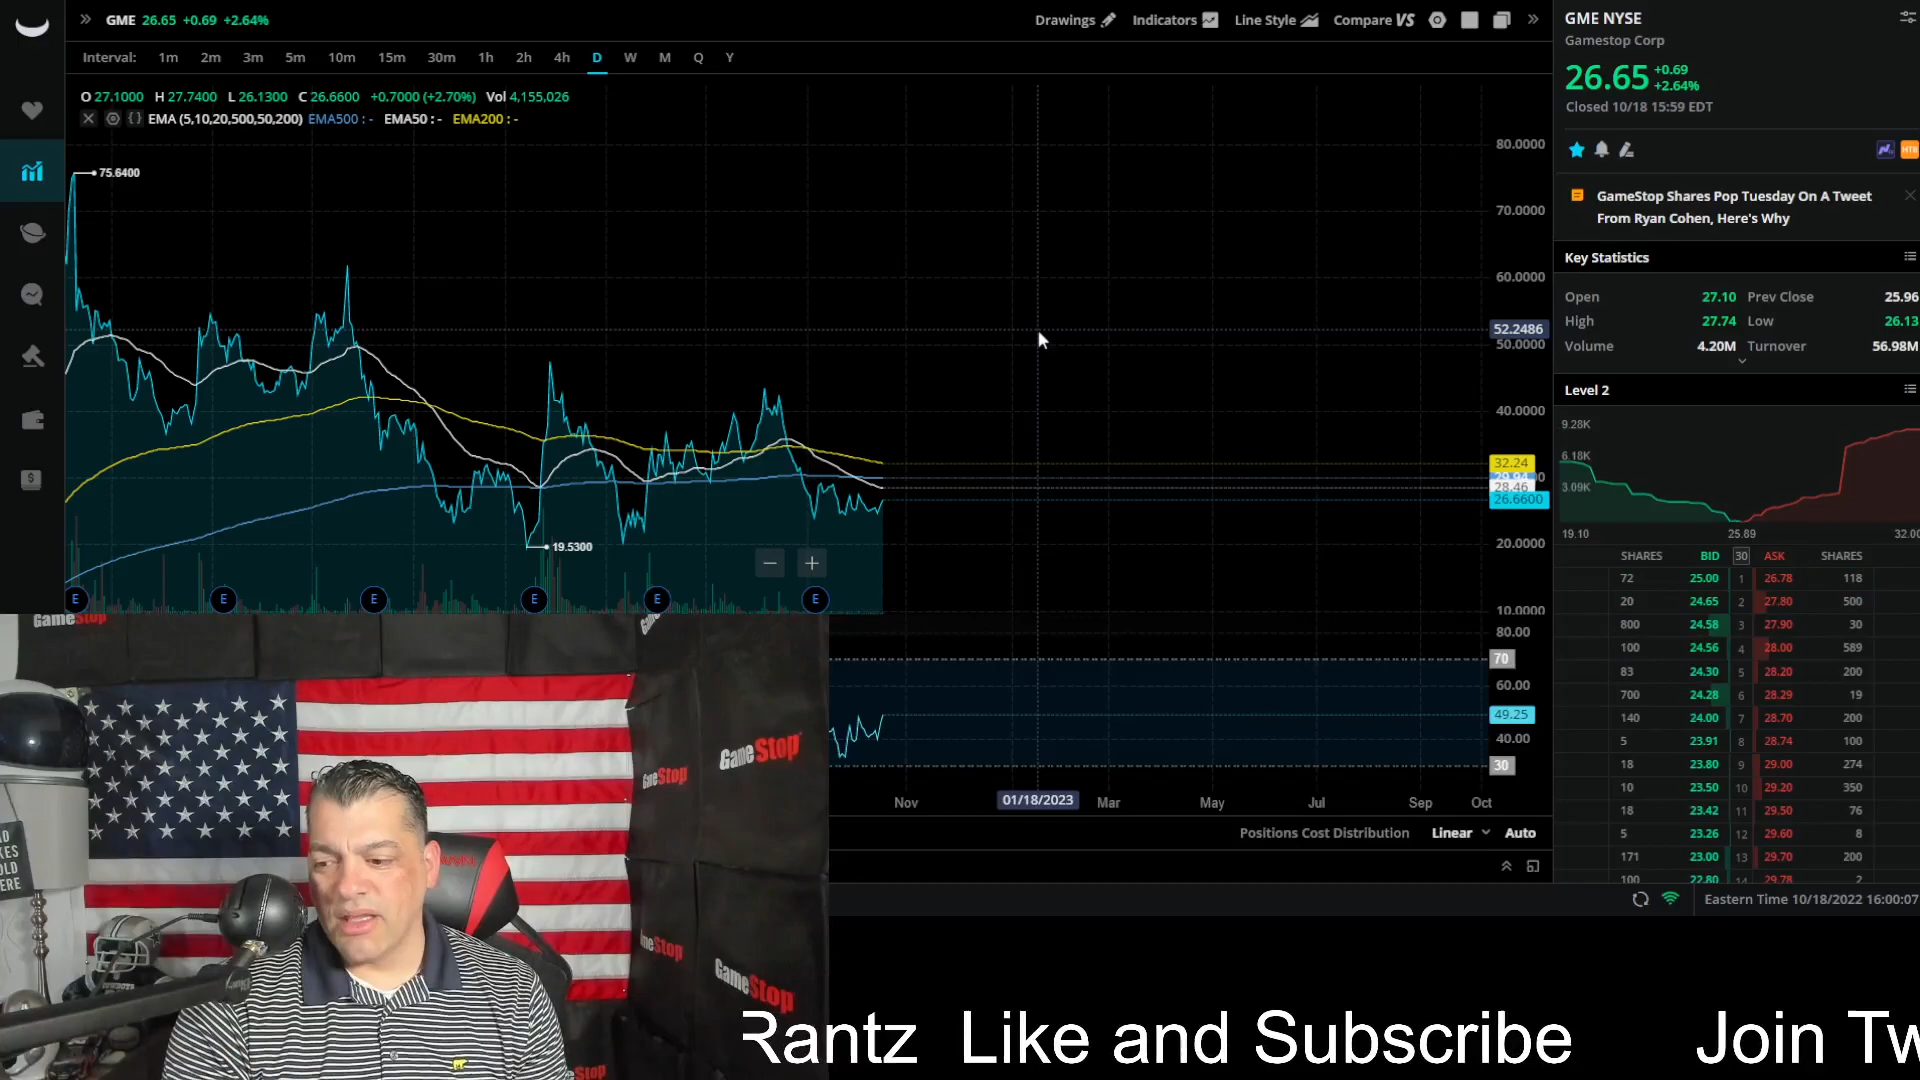 GME 26.65 +0.69 +2.64%
Drawings Indicators Line Style Compare VS
Interval: 1m 2m 3m 5m 10m 15m 30m 1h 2h 4h D W M Q Y
O 27.1000 H 27.7400 L 26.1300 C 26.6600 +0.7000 (+2.70%) Vol 4,155,026
EMA (5,10,20,500,50,200) EMA500 : - EMA50 : - EMA200 : -
75.6400
80.0000
70.0000
60.0000
52.2486
50.0000
40.0000
32.24
28.46
26.6600
19.5300
20.0000
E E E E E E
10.0000
80.00
70
60.00
49.25
40.00
30
Nov 01/18/2023 Mar May Jul Sep Oct
Positions Cost Distribution Linear Auto
GME NYSE
Gamestop Corp
26.65 +0.69
+2.64%
Closed 10/18 15:59 EDT
HTB
GameStop Shares Pop Tuesday On A Tweet
From Ryan Cohen, Here's Why
Key Statistics
Open 27.10 Prev Close 25.96
High 27.74 Low 26.13
Volume 4.20M Turnover 56.98M
Level 2
9.28K
6.18K
3.09K
19.10 25.89 32.00
SHARES BID 30 ASK SHARES
72 25.00 1 26.78 118
20 24.65 2 27.80 500
800 24.58 3 27.90 30
100 24.56 4 28.00 589
83 24.30 5 28.20 200
700 24.28 6 28.29 19
140 24.00 7 28.70 200
5 23.91 8 28.74 100
18 23.80 9 29.00 274
10 23.50 10 29.20 350
18 23.42 11 29.50 76
5 23.26 12 29.60 8
171 23.00 13 29.70 200
100 22.80 14 29.78 2
Eastern Time 10/18/2022 16:00:07
GameStop
GameStop
GameStop
GameStop
COWBOYS
Rantz Like and Subscribe Join Tw